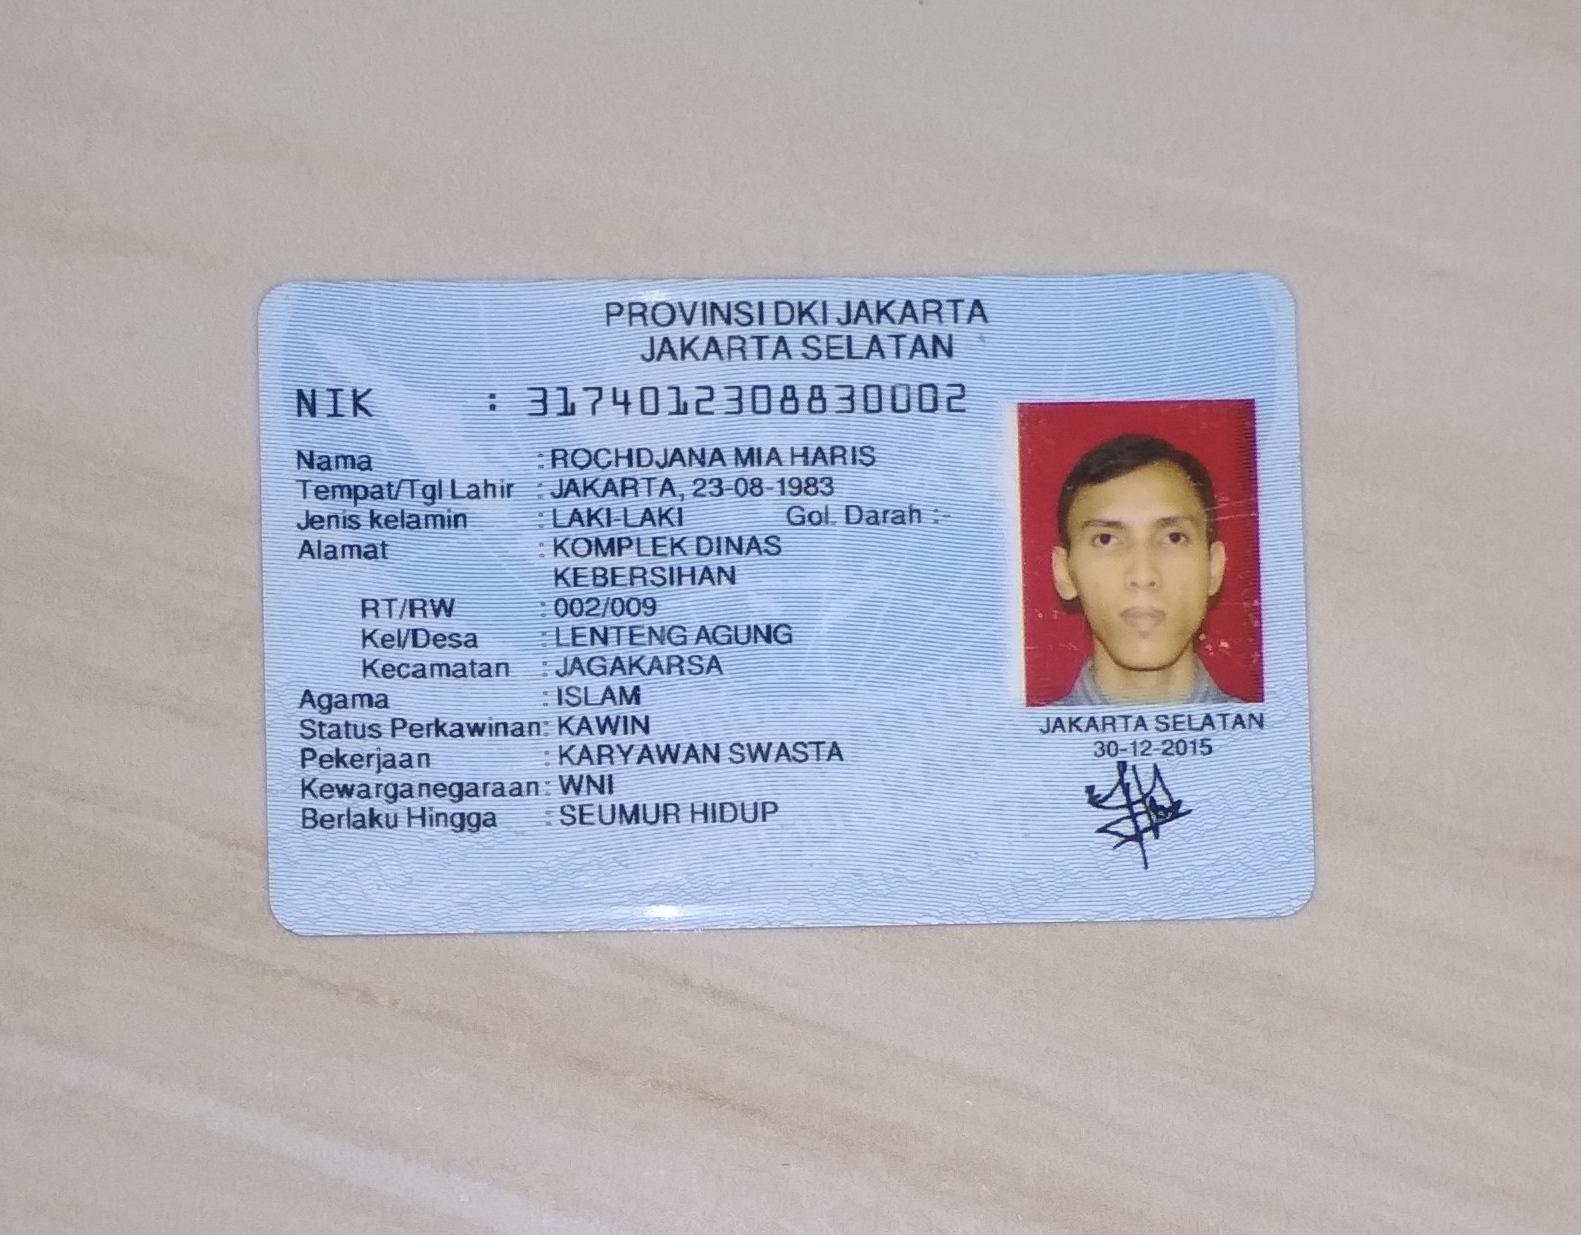 PROVINSI DKI JAKARTA
JAKARTA SELATAN
NIK : 3174012308830002
Nama : ROCHDJANA MIA HARIS
Tempat/Tgl Lahir : JAKARTA, 23-08-1983
Jenis kelamin : LAKI-LAKI Gol. Darah :-
Alamat : KOMPLEK DINAS
KEBERSIHAN
RT/RW : 002/009
Kel/Desa : LENTENG AGUNG
Kecamatan : JAGAKARSA
Agama : ISLAM
Status Perkawinan: KAWIN
Pekerjaan : KARYAWAN SWASTA
Kewarganegaraan: WNI
Berlaku Hingga : SEUMUR HIDUP
JAKARTA SELATAN
30-12-2015